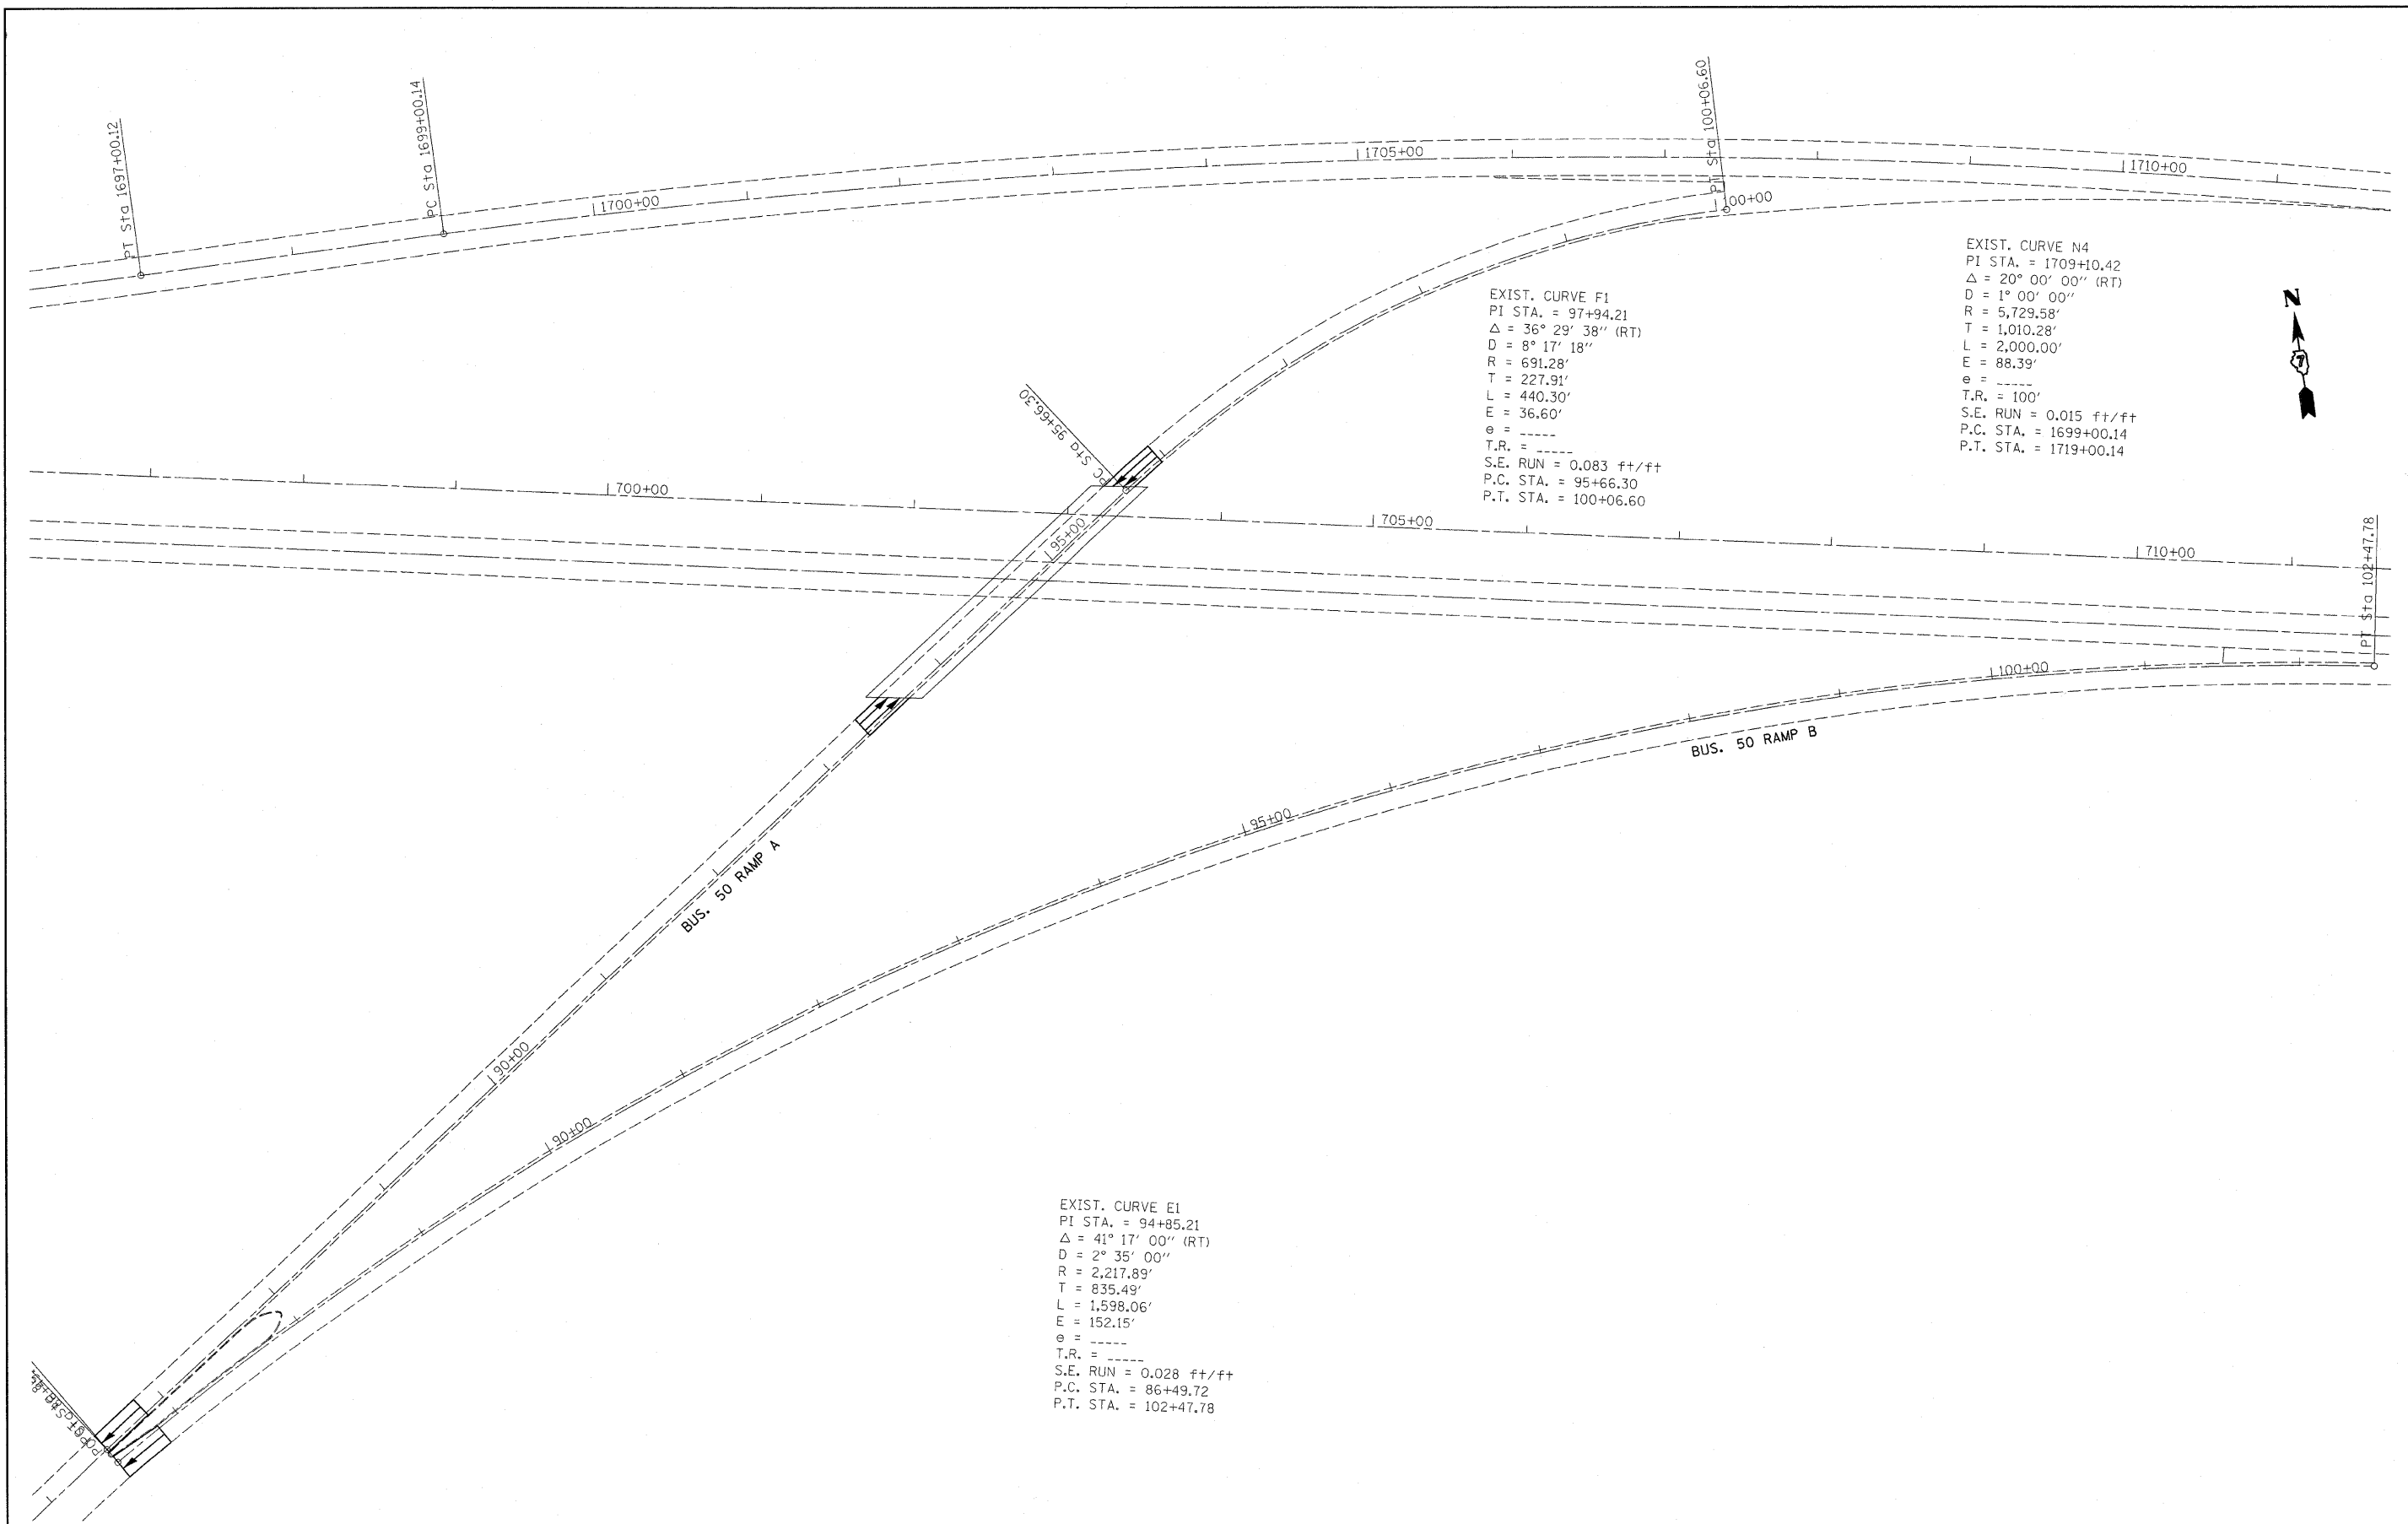 PT Sta 1697+00.12
PC Sta 1699+00.14
1700+00
1705+00
PT Sta 100+06.60
100+00
1710+00
EXIST. CURVE N4
PI STA. = 1709+10.42
Δ = 20° 00' 00'' (RT)
D = 1° 00' 00''
R = 5,729.58'
T = 1,010.28'
L = 2,000.00'
E = 88.39'
e = -----
T.R. = 100'
S.E. RUN = 0.015 ft/ft
P.C. STA. = 1699+00.14
P.T. STA. = 1719+00.14
N
7
EXIST. CURVE F1
PI STA. = 97+94.21
Δ = 36° 29' 38'' (RT)
D = 8° 17' 18''
R = 691.28'
T = 227.91'
L = 440.30'
E = 36.60'
e = -----
T.R. = -----
S.E. RUN = 0.083 ft/ft
P.C. STA. = 95+66.30
P.T. STA. = 100+06.60
PC Sta 95+66.30
700+00
95+00
705+00
710+00
PT Sta 102+47.78
100+00
BUS. 50 RAMP B
95+00
BUS. 50 RAMP A
90+00
90+00
EXIST. CURVE E1
PI STA. = 94+85.21
Δ = 41° 17' 00'' (RT)
D = 2° 35' 00''
R = 2,217.89'
T = 835.49'
L = 1,598.06'
E = 152.15'
e = -----
T.R. = -----
S.E. RUN = 0.028 ft/ft
P.C. STA. = 86+49.72
P.T. STA. = 102+47.78